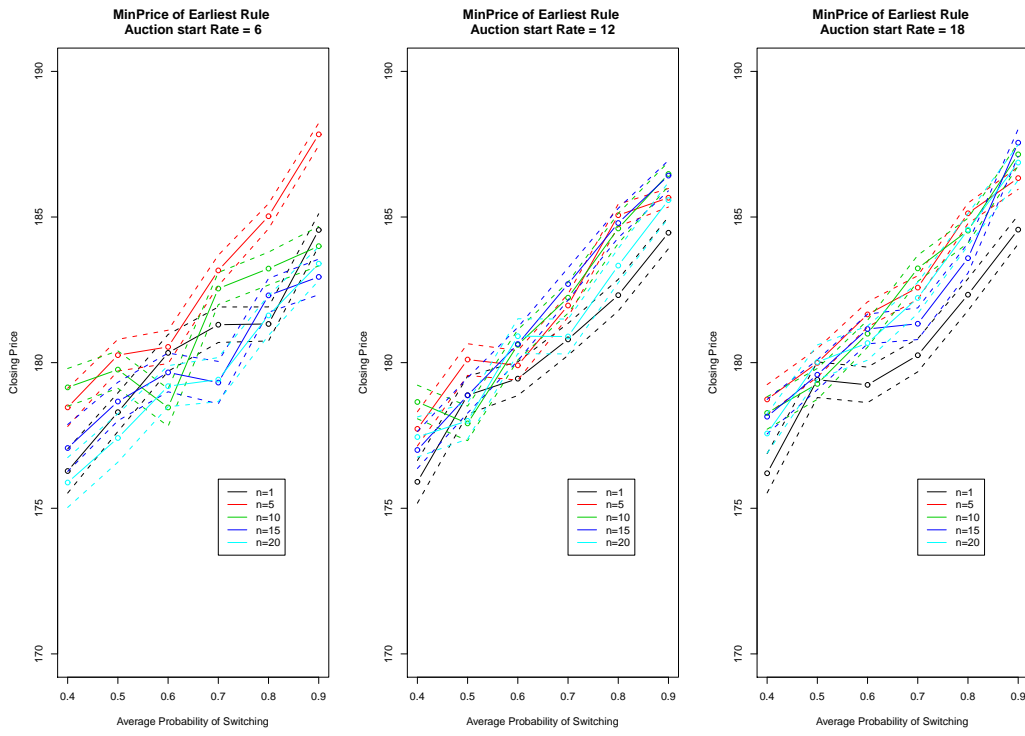 MinPrice of Earliest Rule
Auction start Rate = 6
Closing Price
190
185
180
175
170
n=1
n=5
n=10
n=15
n=20
0.4 0.5 0.6 0.7 0.8 0.9
Average Probability of Switching
MinPrice of Earliest Rule
Auction start Rate = 12
Closing Price
190
185
180
175
170
n=1
n=5
n=10
n=15
n=20
0.4 0.5 0.6 0.7 0.8 0.9
Average Probability of Switching
MinPrice of Earliest Rule
Auction start Rate = 18
Closing Price
190
185
180
175
170
n=1
n=5
n=10
n=15
n=20
0.4 0.5 0.6 0.7 0.8 0.9
Average Probability of Switching